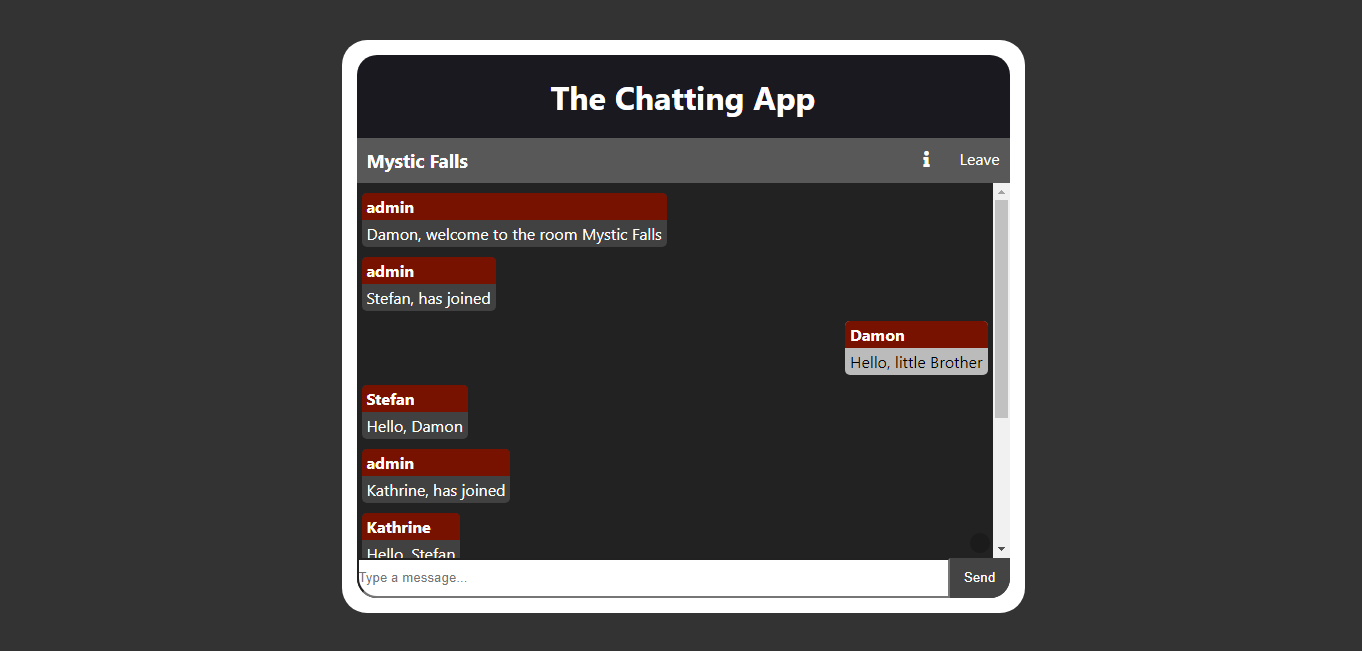 The Chatting App
Mystic Falls
Leave
admin
Damon, welcome to the room Mystic Falls
admin
Stefan, has joined
Damon
Hello, little Brother
Stefan
Hello, Damon
admin
Kathrine, has joined
Kathrine
Hello, Stefan
Type a message...
Send